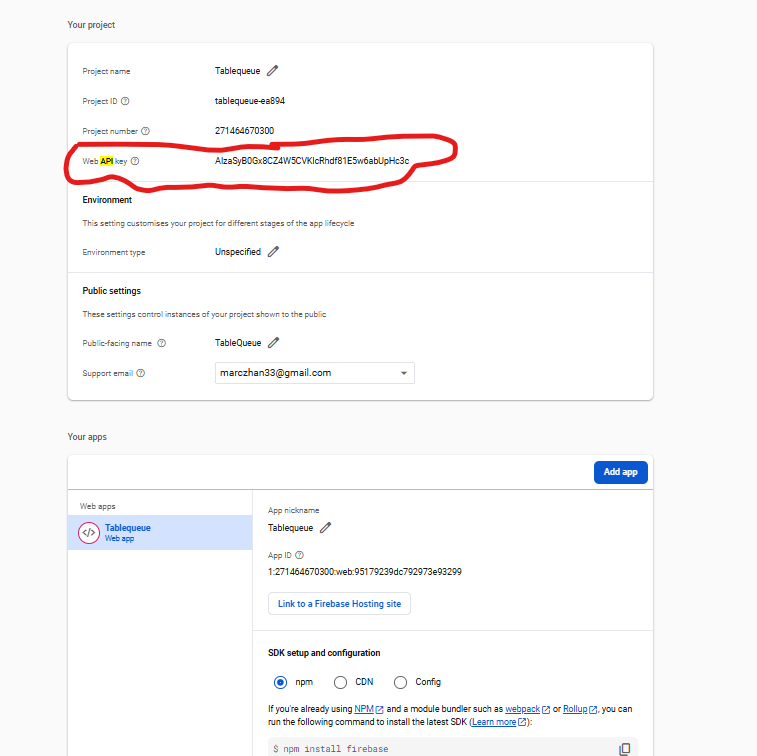 Your project
Project name Tablequeue
Project ID tablequeue-ea894
Project number 271464670300
Web API key AIzaSyB0Gx8CZ4W5CVKlcRhdf81E5w6abUpHc3c
Environment
This setting customises your project for different stages of the app lifecycle
Environment type Unspecified
Public settings
These settings control instances of your project shown to the public
Public-facing name TableQueue
Support email marczhan33@gmail.com
Your apps
Add app
Web apps
Tablequeue
Web app
App nickname
Tablequeue
App ID
1:271464670300:web:95179239dc792973e93299
Link to a Firebase Hosting site
SDK setup and configuration
npm CDN Config
If you're already using NPM and a module bundler such as webpack or Rollup, you can
run the following command to install the latest SDK (Learn more):
$ npm install firebase